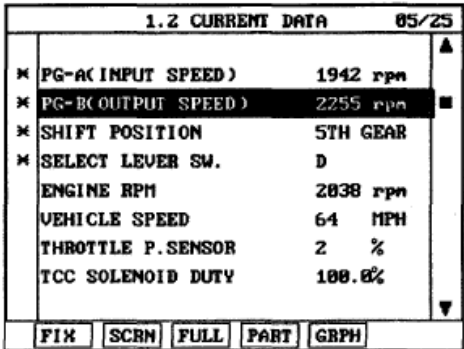 1.2 CURRENT DATA 05/25
* PG-A(INPUT SPEED) 1942 rpm
* PG-B(OUTPUT SPEED) 2255 rpm
* SHIFT POSITION 5TH GEAR
* SELECT LEVER SW. D
ENGINE RPM 2038 rpm
VEHICLE SPEED 64 MPH
THROTTLE P.SENSOR 2 %
TCC SOLENOID DUTY 100.0%
FIX SCRN FULL PART GRPH